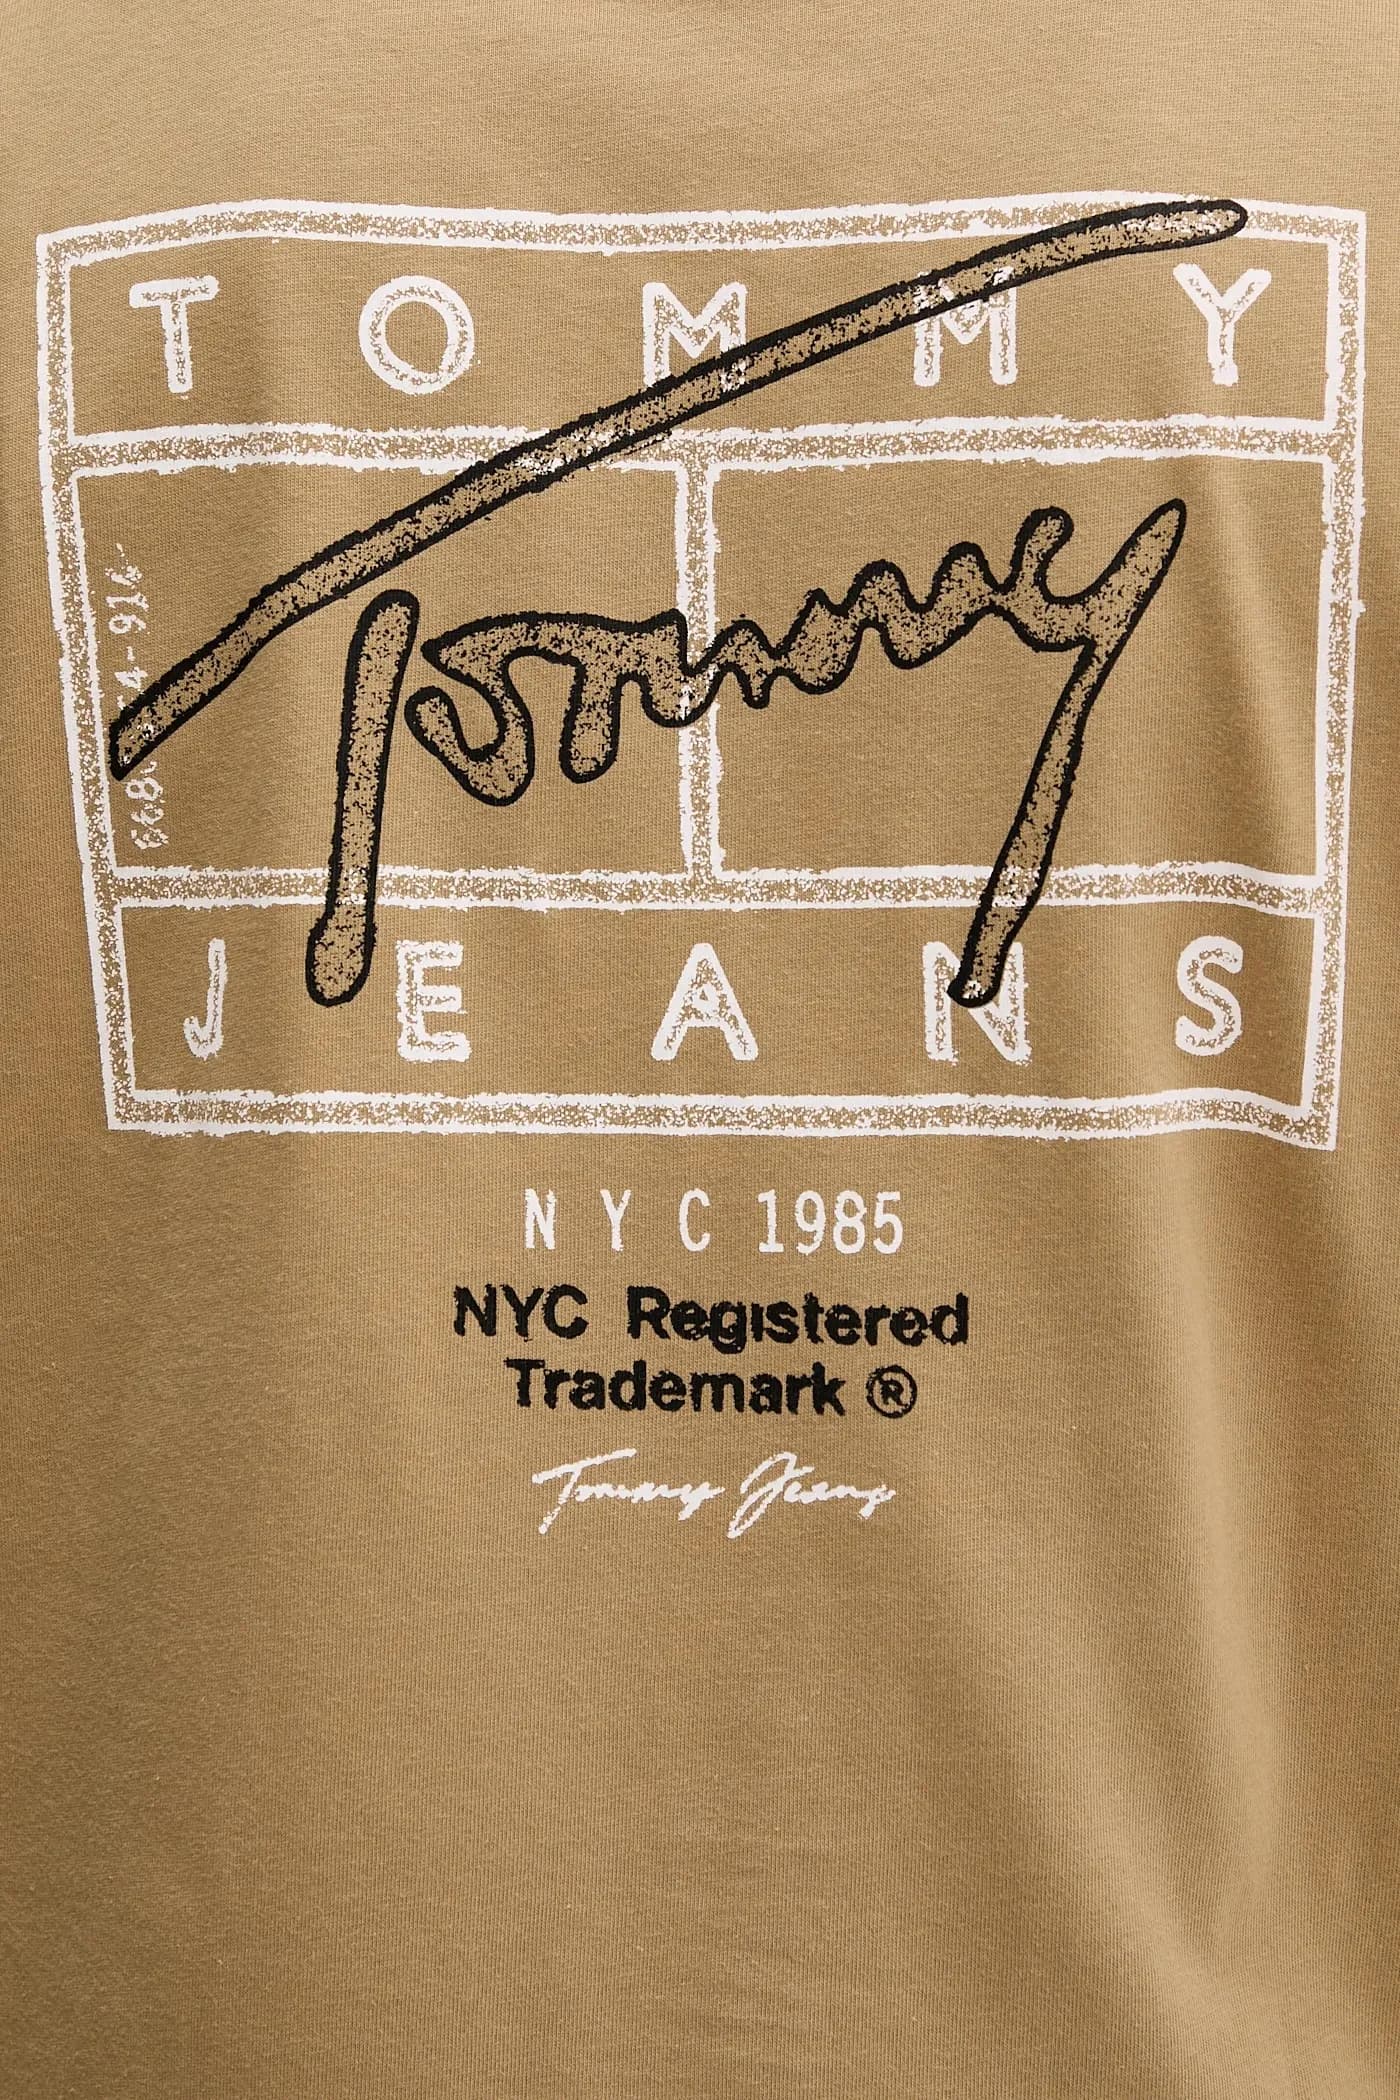 TOMMY
Tommy
JEANS
NYC 1985
NYC Registered
Trademark ®
Tommy Jeans